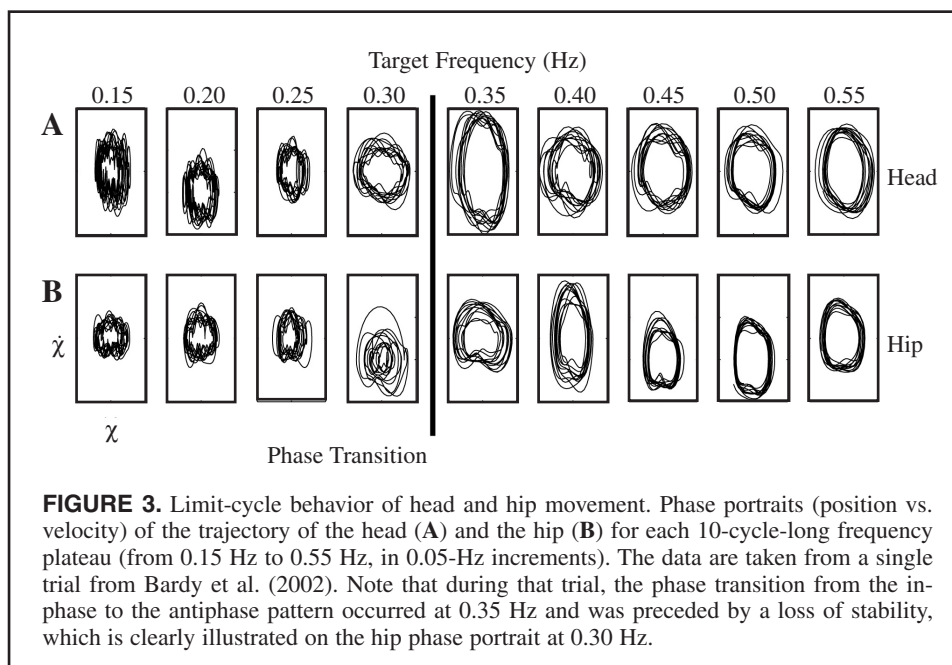 Target Frequency (Hz)
0.15 0.20 0.25 0.30 0.35 0.40 0.45 0.50 0.55
A
Head
B
χ̇
Hip
χ
Phase Transition
FIGURE 3. Limit-cycle behavior of head and hip movement. Phase portraits (position vs.
velocity) of the trajectory of the head (A) and the hip (B) for each 10-cycle-long frequency
plateau (from 0.15 Hz to 0.55 Hz, in 0.05-Hz increments). The data are taken from a single
trial from Bardy et al. (2002). Note that during that trial, the phase transition from the in-
phase to the antiphase pattern occurred at 0.35 Hz and was preceded by a loss of stability,
which is clearly illustrated on the hip phase portrait at 0.30 Hz.